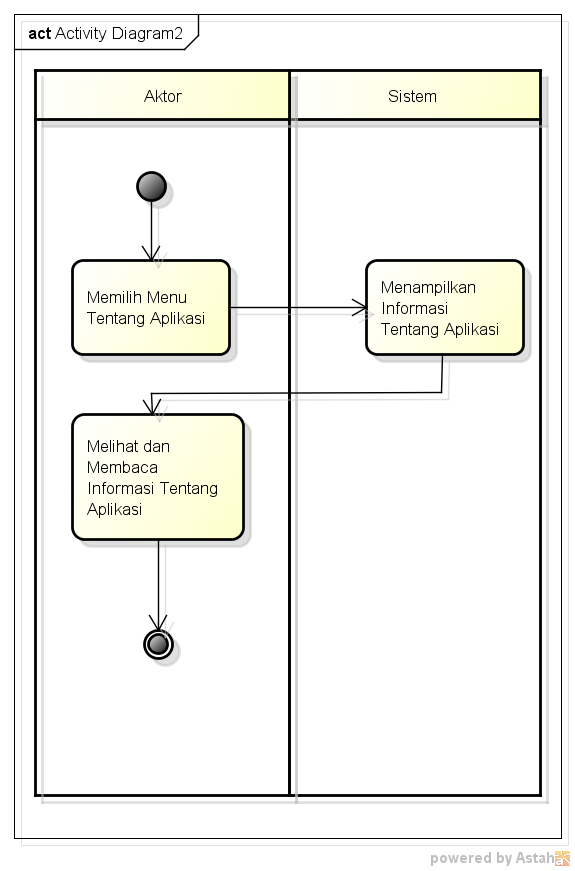 act Activity Diagram2
Aktor
Sistem
Memilih Menu
Tentang Aplikasi
Menampilkan
Informasi
Tentang Aplikasi
Melihat dan
Membaca
Informasi Tentang
Aplikasi
powered by Astah